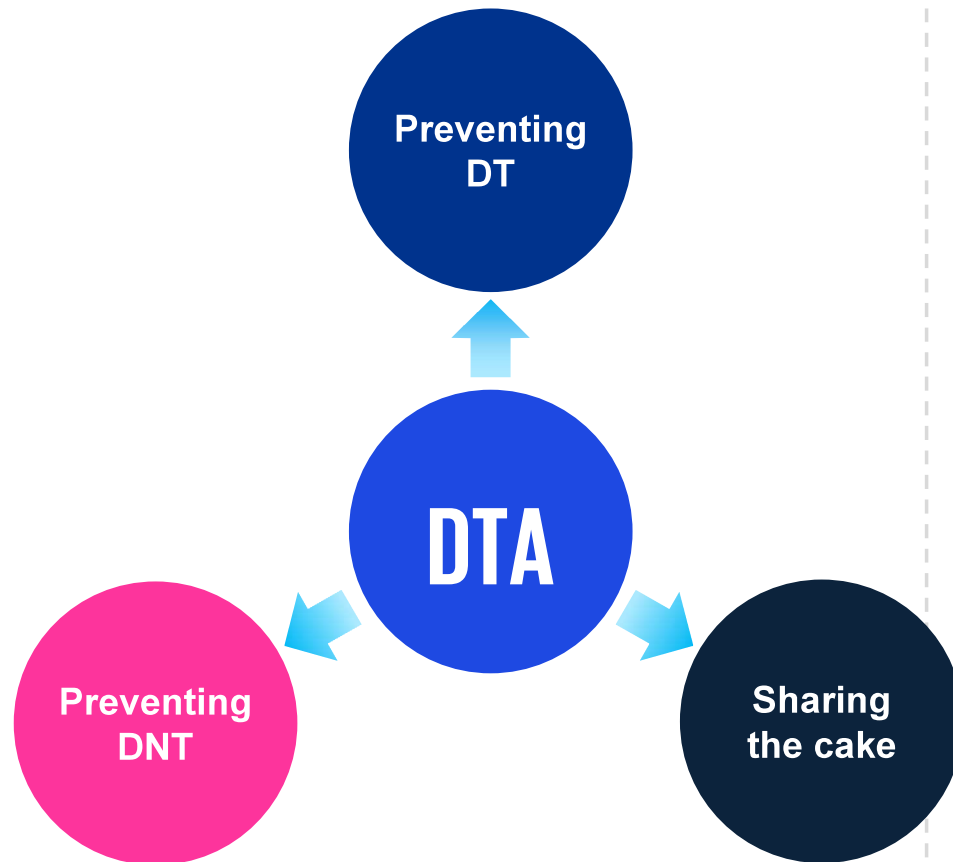 Preventing
DT
DTA
Preventing
DNT
Sharing
the cake